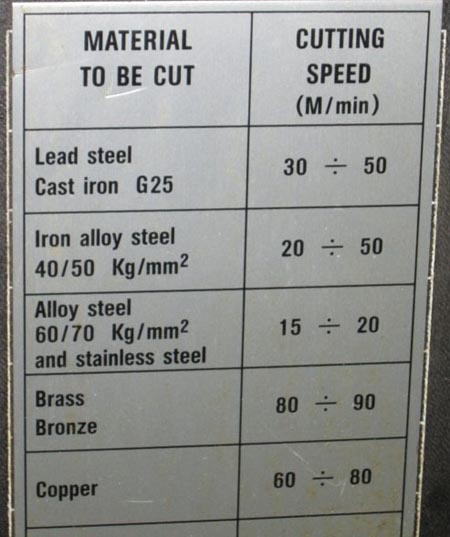 MATERIAL
TO BE CUT
CUTTING
SPEED
(M/min)
Lead steel
Cast iron G25
30 ÷ 50
Iron alloy steel
40/50 Kg/mm2
20 ÷ 50
Alloy steel
60/70 Kg/mm2
and stainless steel
15 ÷ 20
Brass
Bronze
80 ÷ 90
Copper
60 ÷ 80